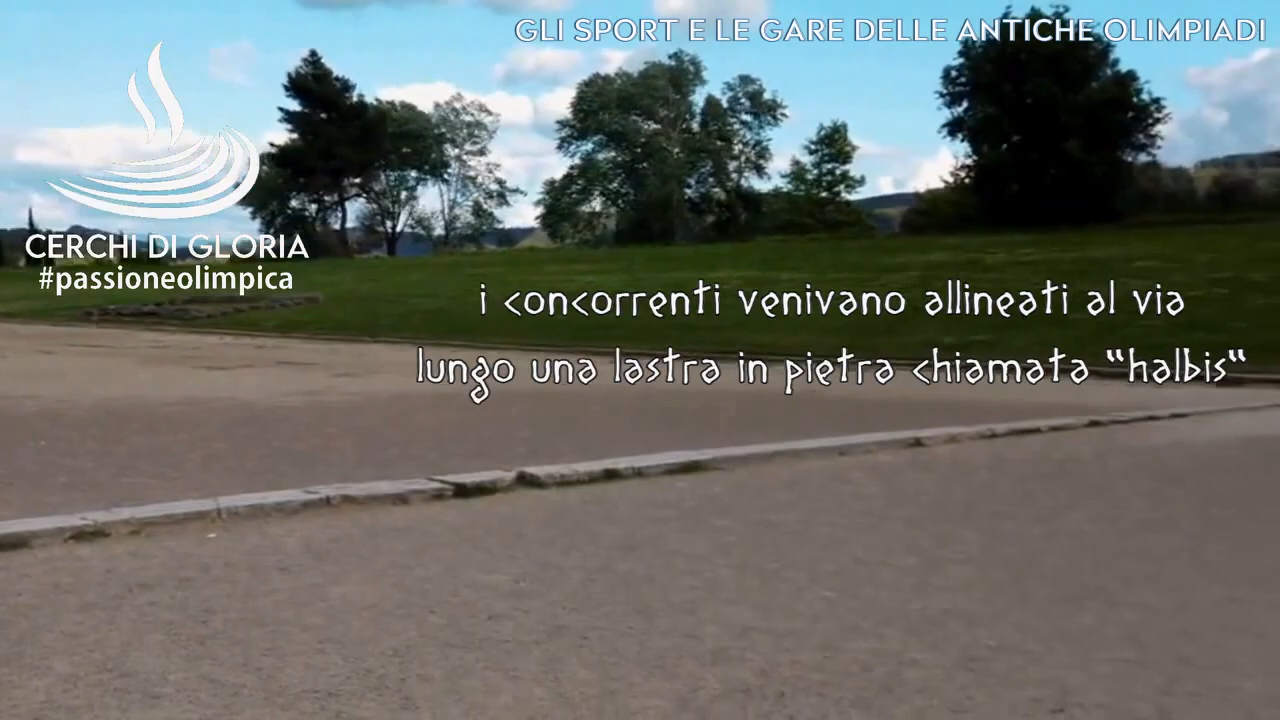 GLI SPORT E LE GARE DELLE ANTICHE OLIMPIADI
CERCHI DI GLORIA
#passioneolimpica
i concorrenti venivano allineati al via
lungo una lastra in pietra chiamata "halbis"